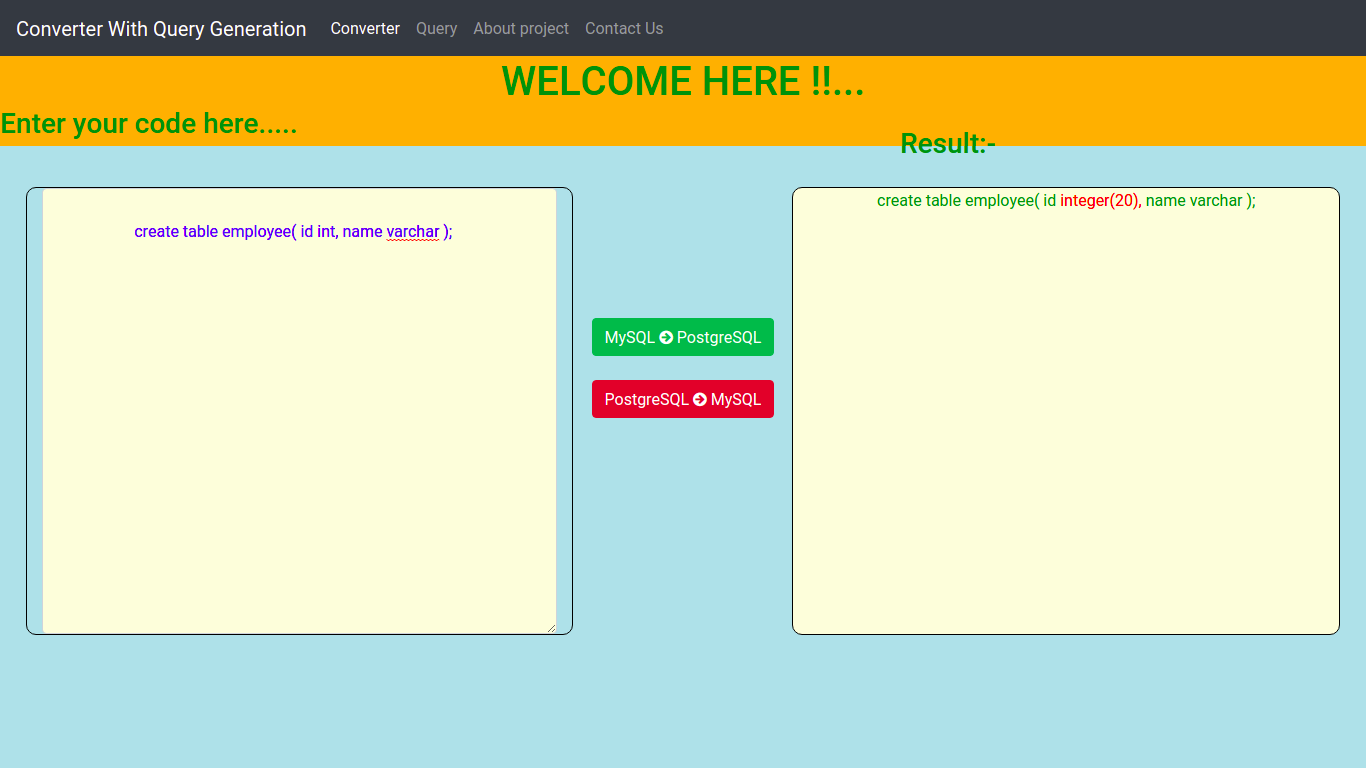 Converter With Query Generation Converter Query About project Contact Us
WELCOME HERE !!...
Enter your code here.....
Result:-
create table employee( id int, name varchar );
create table employee( id integer(20), name varchar );
MySQL PostgreSQL
PostgreSQL MySQL